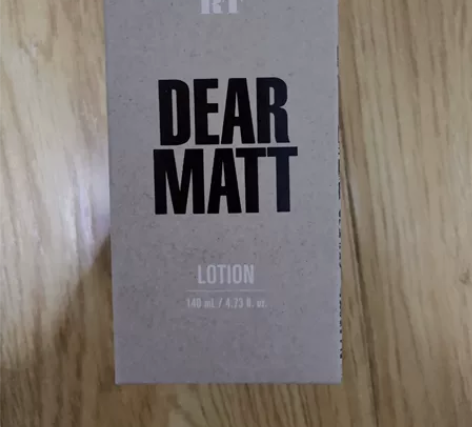 DEAR
MATT
LOTION
140 mL / 4.73 fl. oz.